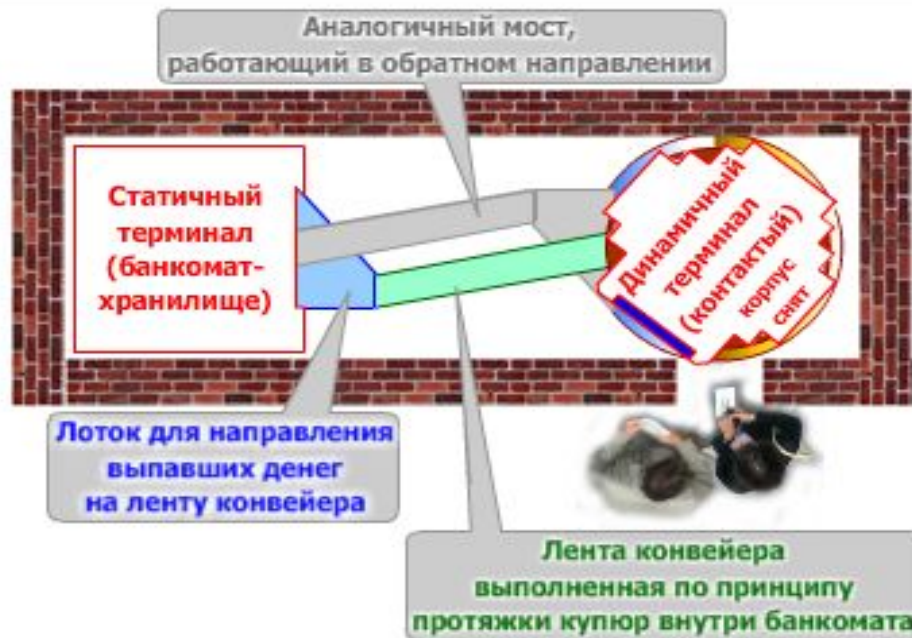 Аналогичный мост,
работающий в обратном направлении
Статичный
терминал
(банкомат-
хранилище)
Динамичный
терминал
(контактый)
корпус
снят
Лоток для направления
выпавших денег
на ленту конвейера
Лента конвейера
выполненная по принципу
протяжки купюр внутри банкомата